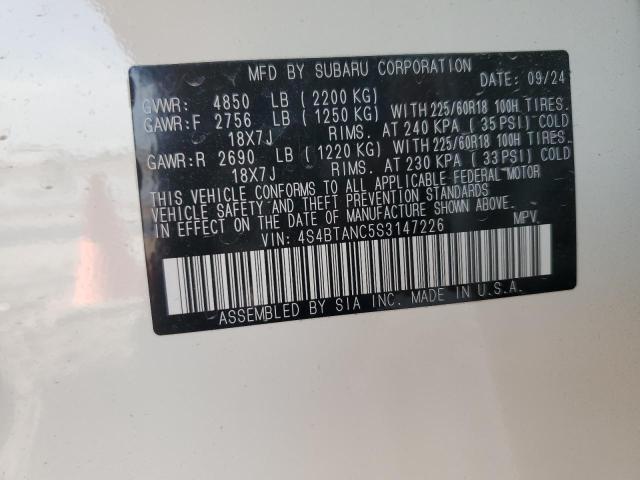 MFD BY SUBARU CORPORATION DATE: 09/24
GVWR: 4850 LB (2200 KG)
GAWR:F 2756 LB (1250 KG) WITH 225/60R18 100H TIRES.
18X7J RIMS. AT 240 KPA (35 PSI) COLD
GAWR:R 2690 LB (1220 KG) WITH 225/60R18 100H TIRES.
18X7J RIMS. AT 230 KPA (33 PSI) COLD
THIS VEHICLE CONFORMS TO ALL APPLICABLE FEDERAL MOTOR
VEHICLE SAFETY AND THEFT PREVENTION STANDARDS
IN EFFECT ON THE DATE OF MANUFACTURE SHOWN ABOVE.
VIN: 4S4BTANC5S3147226 MPV
ASSEMBLED BY SIA INC. MADE IN U.S.A.